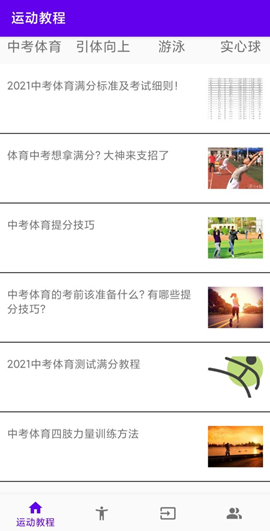 运动教程
中考体育 引体向上 游泳 实心球
2021中考体育满分标准及考试细则!
体育中考想拿满分? 大神来支招了
中考体育提分技巧
中考体育的考前该准备什么? 有哪些提
分技巧?
2021中考体育测试满分教程
中考体育四肢力量训练方法
运动教程